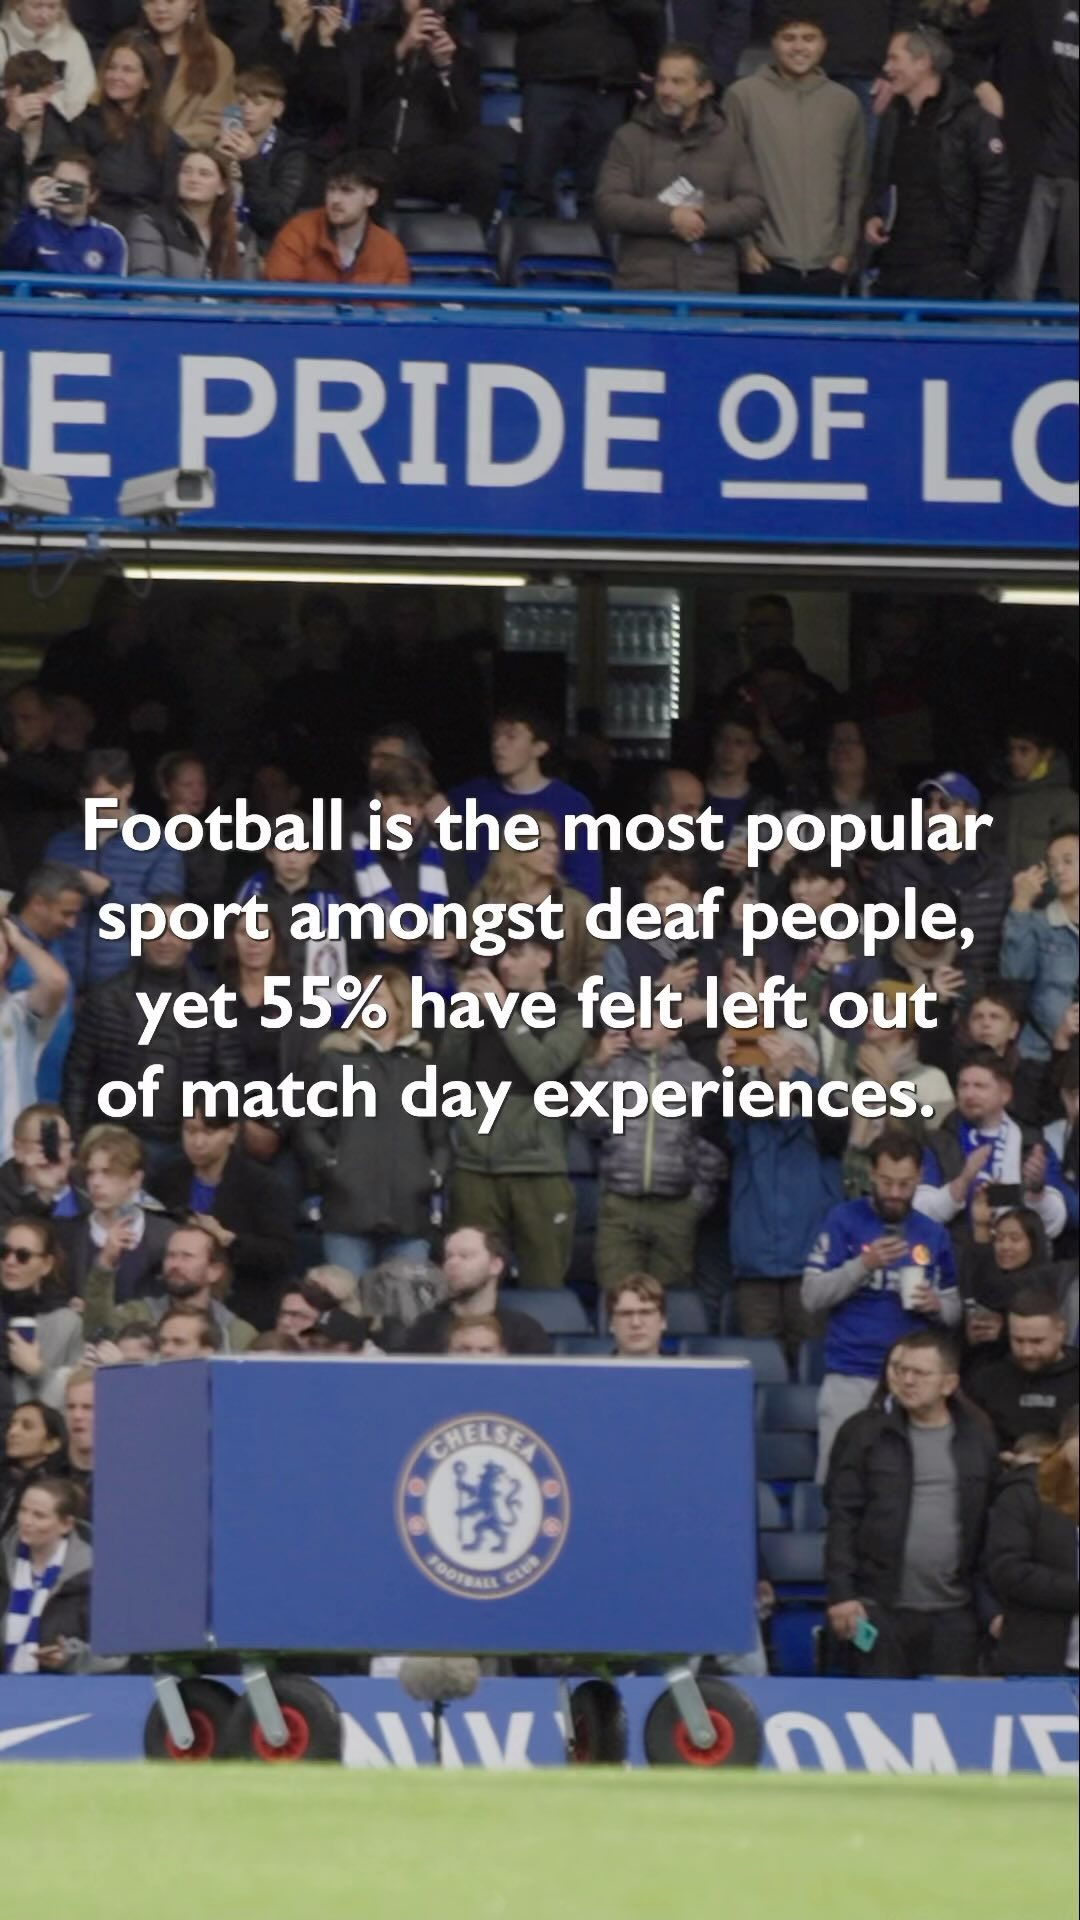 E PRIDE OF LO
Football is the most popular
sport amongst deaf people,
yet 55% have felt left out
of match day experiences.
CHELSEA
FOOTBALL CLUB